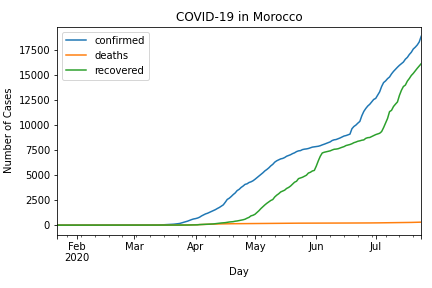 COVID-19 in Morocco
confirmed
deaths
recovered
Number of Cases
17500
15000
12500
10000
7500
5000
2500
0
Feb
2020
Mar
Apr
May
Jun
Jul
Day